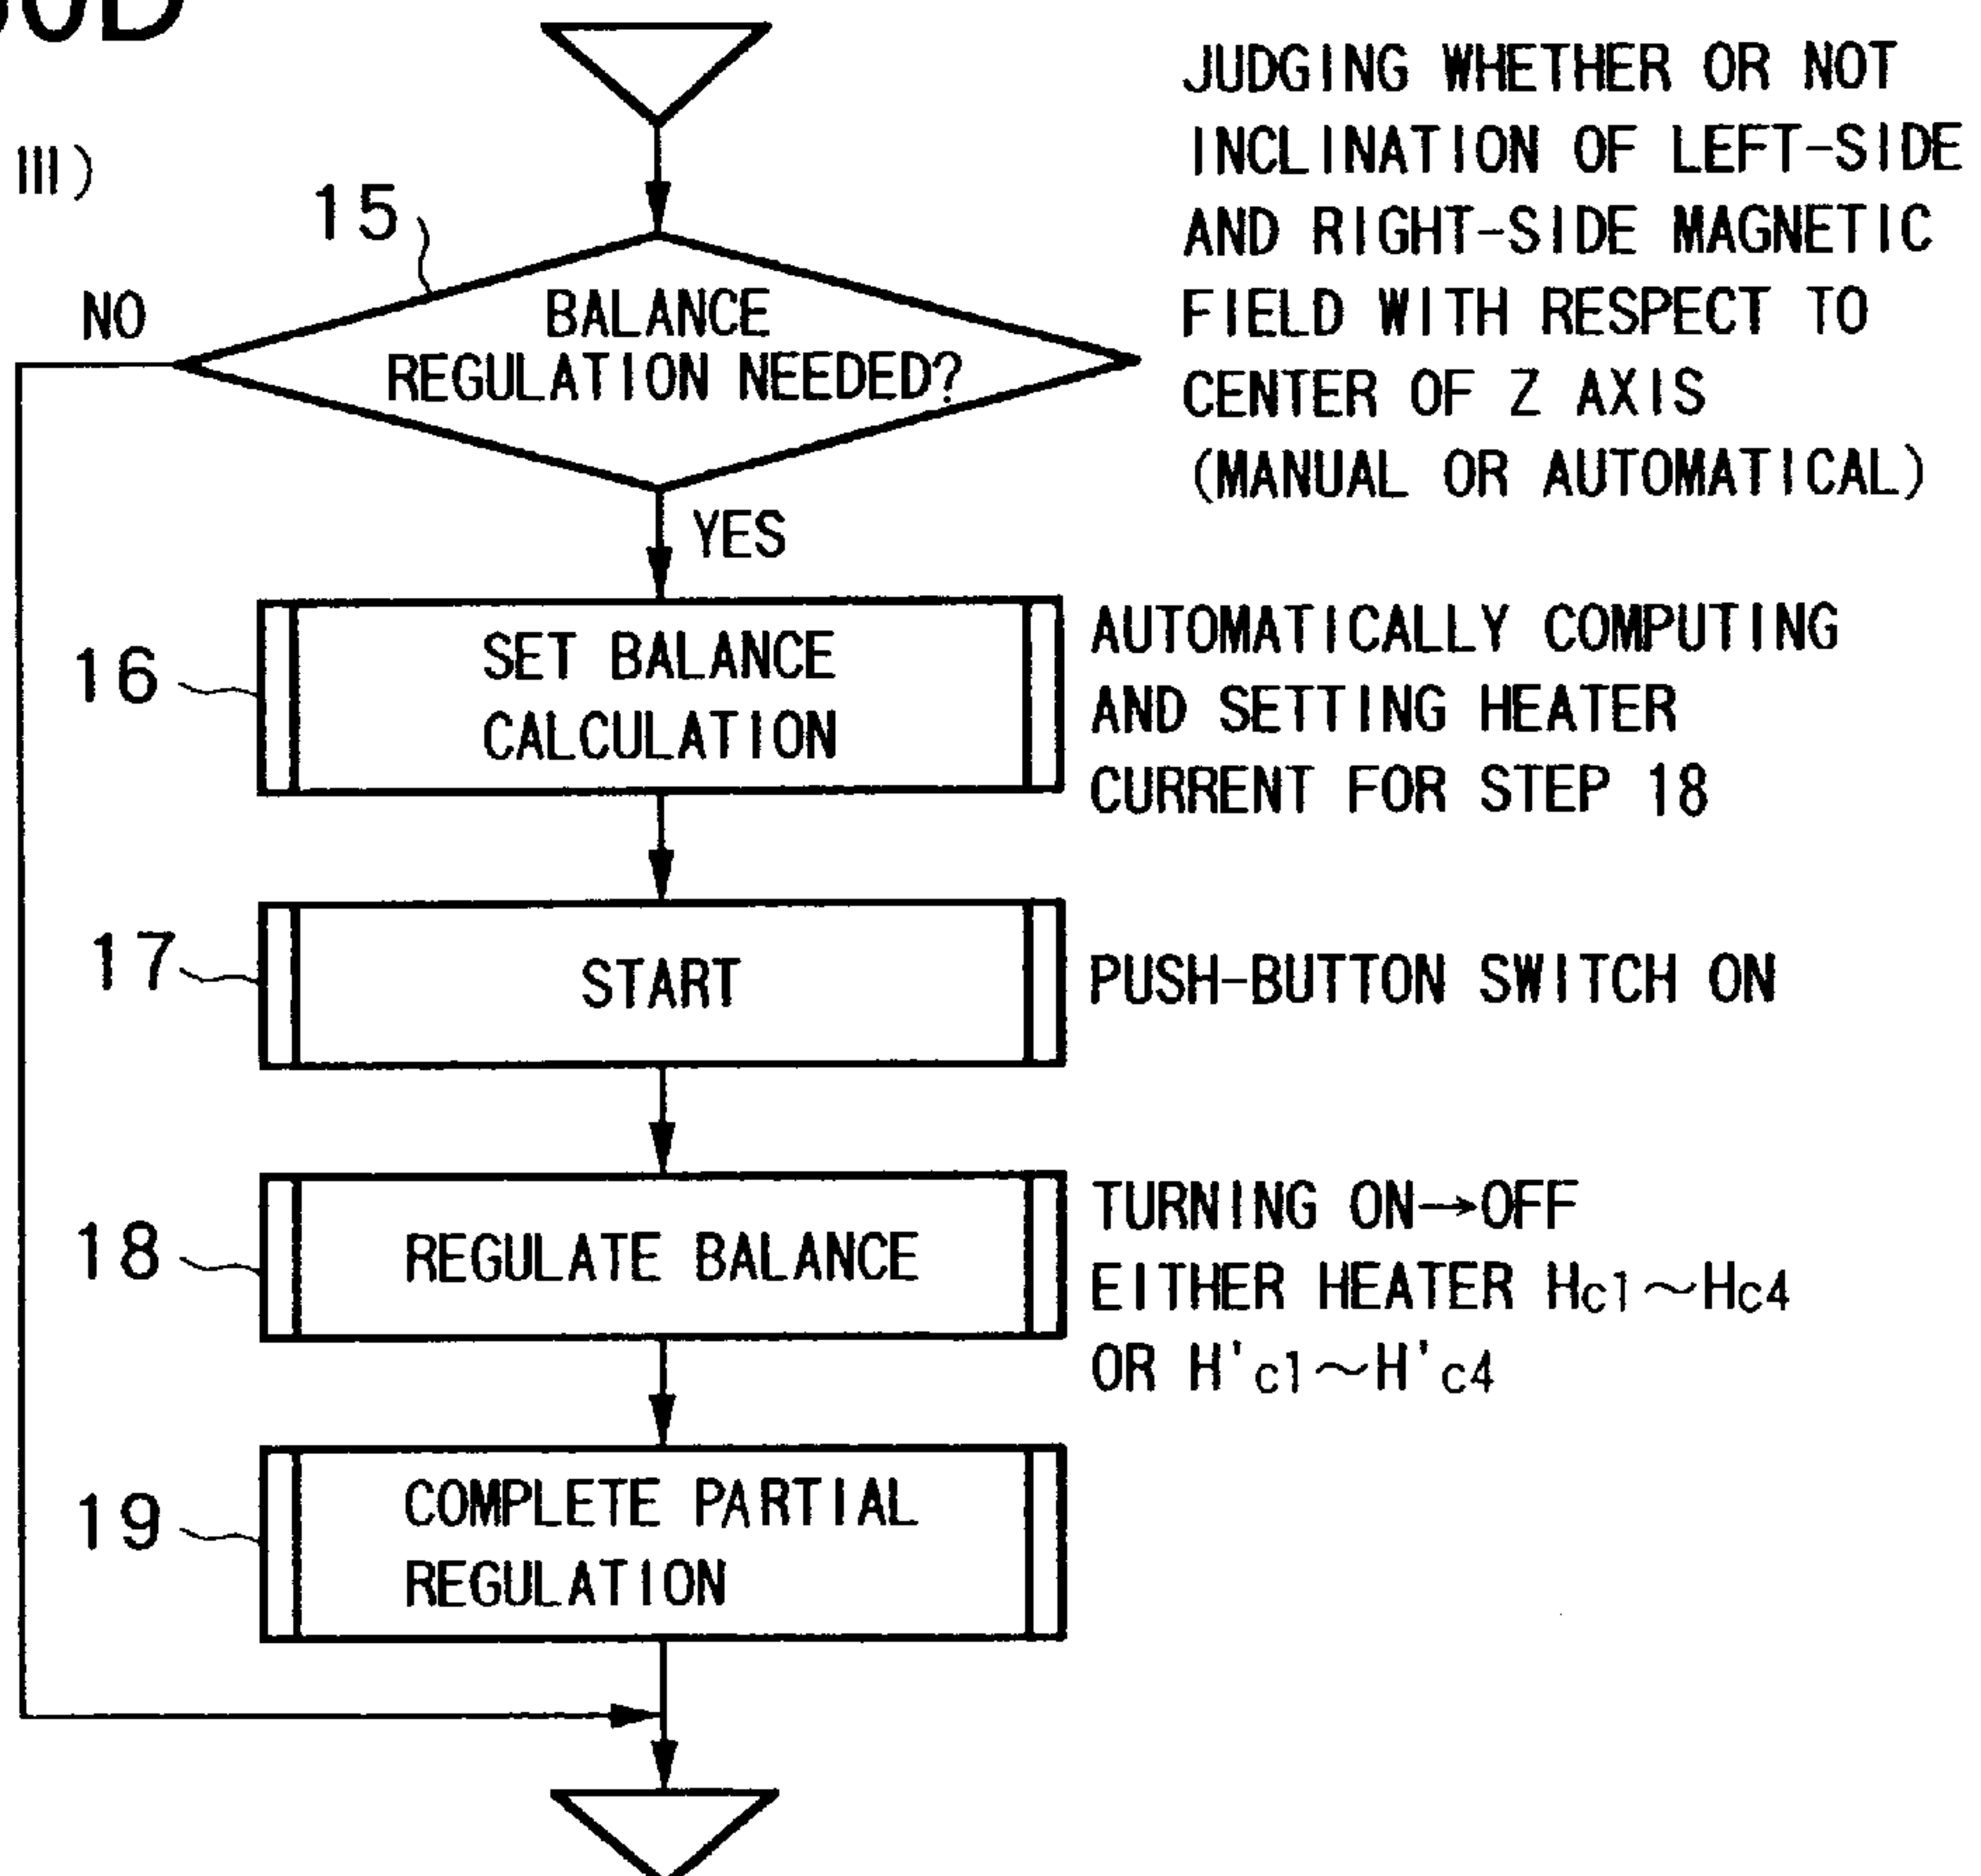 III)
15
NO
BALANCE
REGULATION NEEDED?
JUDGING WHETHER OR NOT
INCLINATION OF LEFT-SIDE
AND RIGHT-SIDE MAGNETIC
FIELD WITH RESPECT TO
CENTER OF Z AXIS
(MANUAL OR AUTOMATICAL)
YES
16
SET BALANCE
CALCULATION
AUTOMATICALLY COMPUTING
AND SETTING HEATER
CURRENT FOR STEP 18
17
START
PUSH-BUTTON SWITCH ON
18
REGULATE BALANCE
TURNING ON→OFF
EITHER HEATER Hc1~Hc4
OR H'c1~H'c4
19
COMPLETE PARTIAL
REGULATION